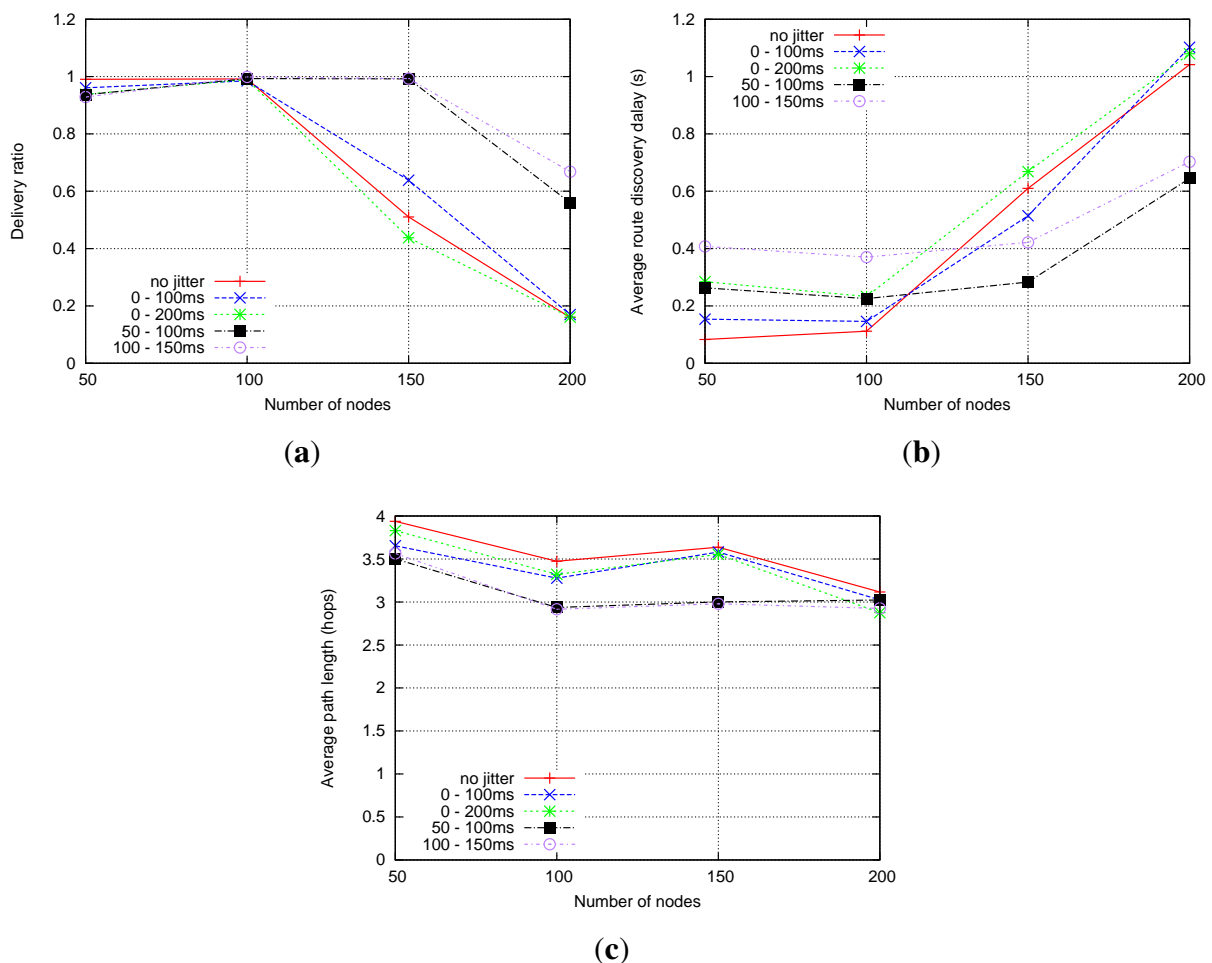 1.2
1
0.8
0.6
0.4
0.2
0
50
100
150
200
Delivery ratio
Number of nodes
no jitter
0 - 100ms
0 - 200ms
50 - 100ms
100 - 150ms
(a)
1.2
1
0.8
0.6
0.4
0.2
0
50
100
150
200
Average route discovery dalay (s)
Number of nodes
no jitter
0 - 100ms
0 - 200ms
50 - 100ms
100 - 150ms
(b)
4
3.5
3
2.5
2
1.5
1
0.5
0
50
100
150
200
Average path length (hops)
Number of nodes
no jitter
0 - 100ms
0 - 200ms
50 - 100ms
100 - 150ms
(c)